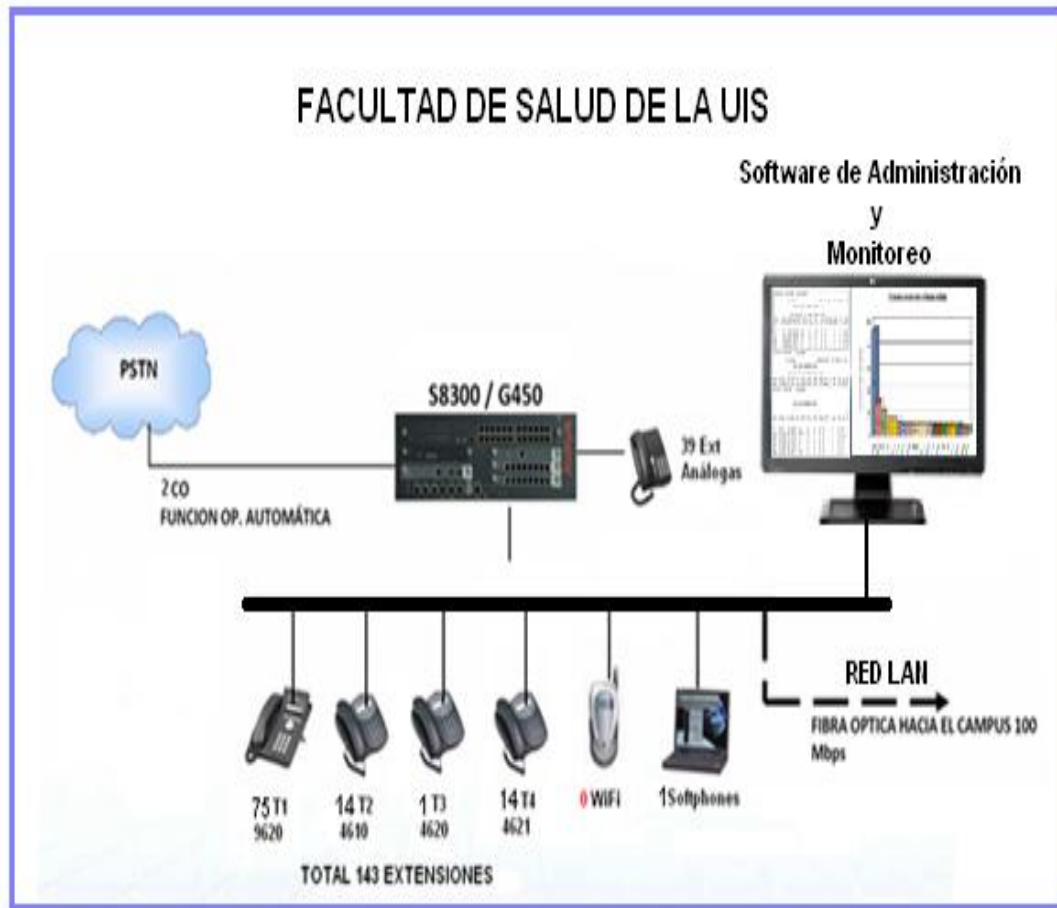 FACULTAD DE SALUD DE LA UIS
Software de Administración
y
Monitoreo
PSTN
S8300 / G450
39 Ext
Análogas
2 CO
FUNCION OP. AUTOMÁTICA
RED LAN
FIBRA OPTICA HACIA EL CAMPUS 100
Mbps
75 T1
9620
14 T2
4610
1 T3
4620
14 T4
4621
0 WiFi
1 Softphones
TOTAL 143 EXTENSIONES